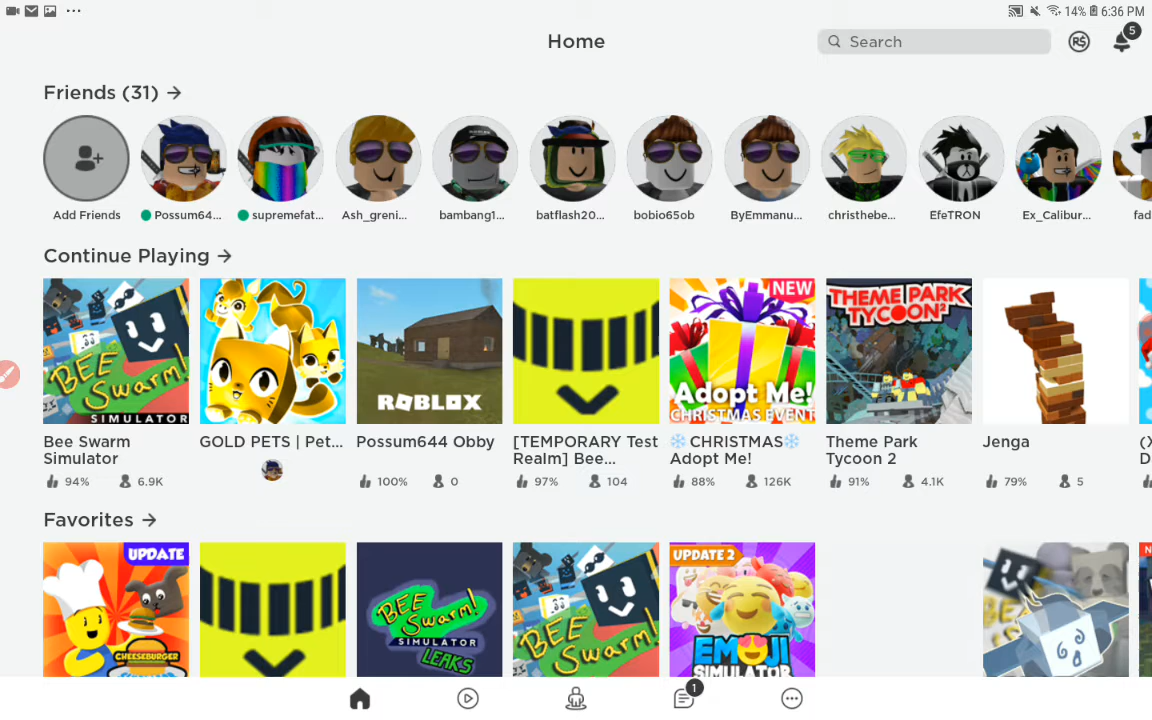 14% 6:36 PM
Home
Search
5
Friends (31)
Add Friends
Possum64...
supremefat...
Ash_greni...
bambang1...
batflash20...
bobio65ob
ByEmmanu...
christhebe...
EfeTRON
Ex_Calibur...
fad
Continue Playing
BEE Swarm!
SIMULATOR
ROBLOX
NEW
Adopt Me!
CHRISTMAS EVENT
THEME PARK
TYCOON 2
Bee Swarm
Simulator
94% 6.9K
GOLD PETS | Pet...
Possum644 Obby
100% 0
[TEMPORARY Test
Realm] Bee...
97% 104
❄️CHRISTMAS❄️
Adopt Me!
88% 126K
Theme Park
Tycoon 2
91% 4.1K
Jenga
79% 5
(X
D
Favorites
UPDATE
CHEESEBURGER
BEE Swarm!
SIMULATOR
LEAKS
BEE Swarm!
UPDATE 2
EMOJI
SIMULATOR
1